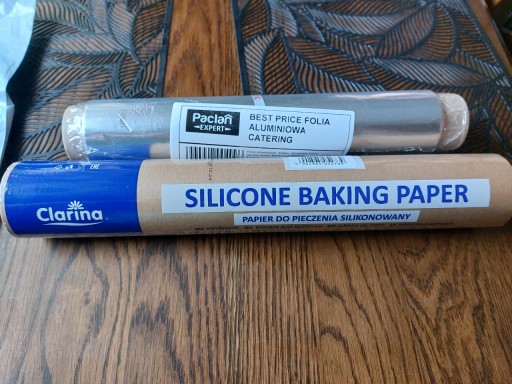 Paclan
EXPERT
BEST PRICE FOLIA
ALUMINIOWA
CATERING
Clarina
SILICONE BAKING PAPER
PAPIER DO PIECZENIA SILIKONOWANY